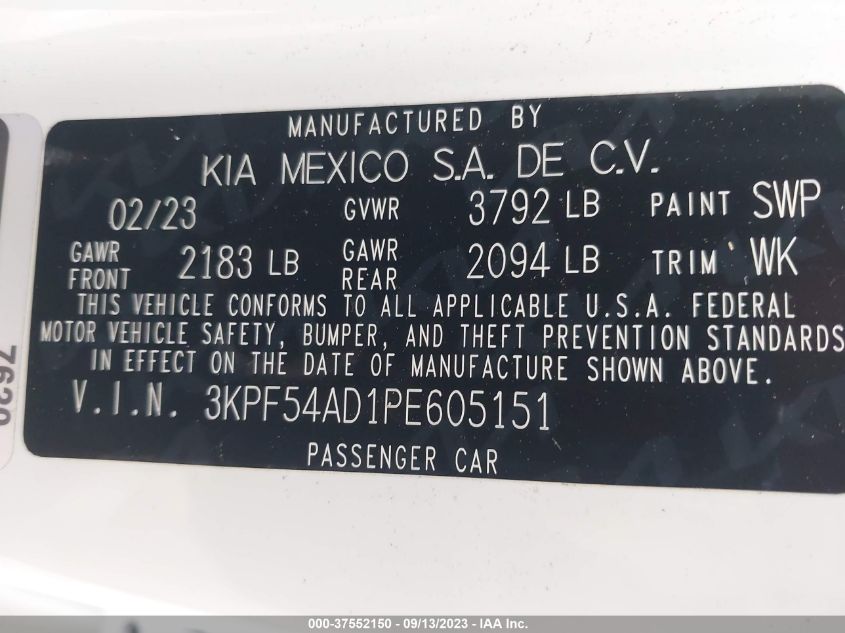 MANUFACTURED BY
KIA MEXICO S.A. DE C.V.
02/23 GVWR 3792 LB PAINT SWP
GAWR FRONT 2183 LB GAWR REAR 2094 LB TRIM WK
THIS VEHICLE CONFORMS TO ALL APPLICABLE U.S.A. FEDERAL
MOTOR VEHICLE SAFETY, BUMPER, AND THEFT PREVENTION STANDARDS
IN EFFECT ON THE DATE OF MANUFACTURE SHOWN ABOVE.
V.I.N. 3KPF54AD1PE605151
PASSENGER CAR
000-37552150 - 09/13/2023 - IAA Inc.